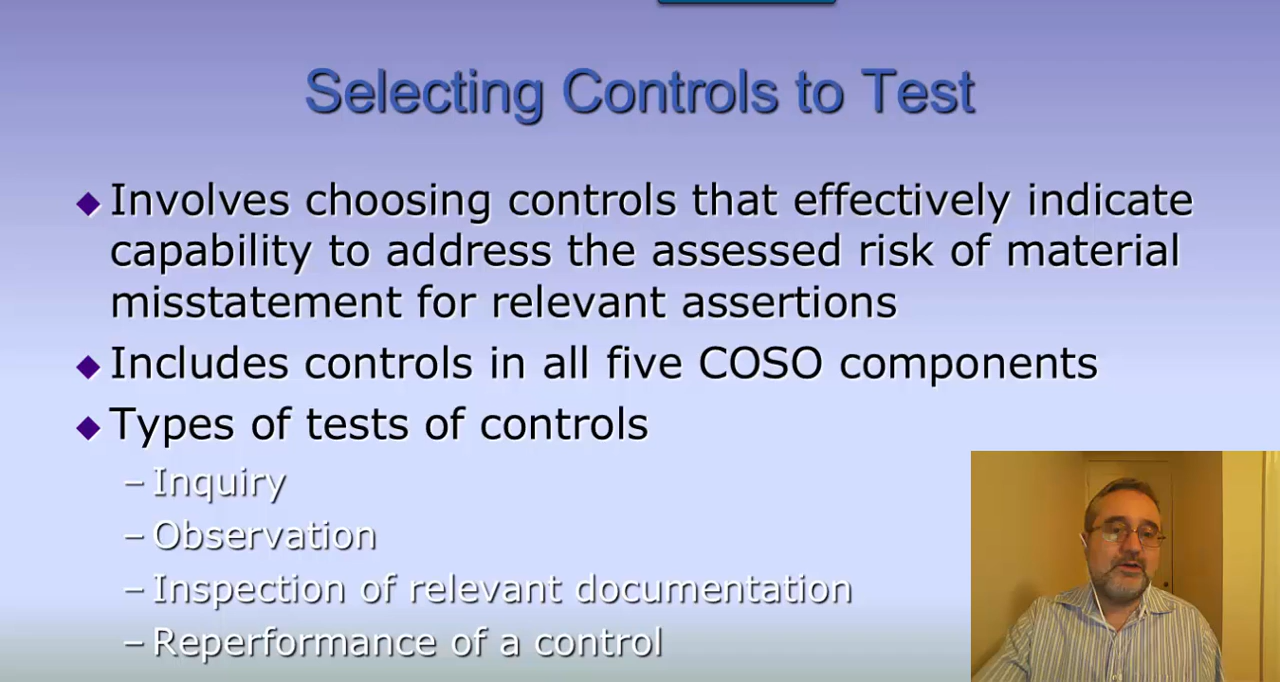 Selecting Controls to Test
Involves choosing controls that effectively indicate
capability to address the assessed risk of material
misstatement for relevant assertions
Includes controls in all five COSO components
Types of tests of controls
– Inquiry
– Observation
– Inspection of relevant documentation
– Reperformance of a control